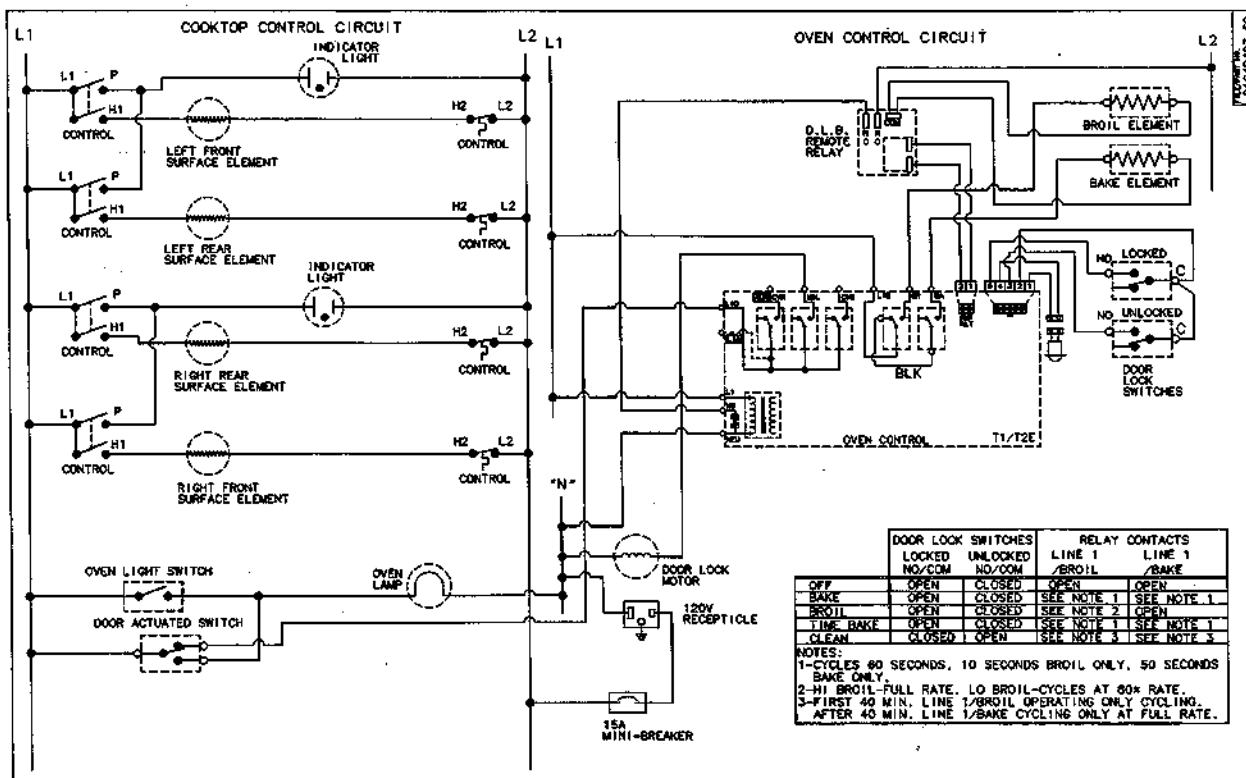 COOKTOP CONTROL CIRCUIT
OVEN CONTROL CIRCUIT
L1
L2
L1
L2
INDICATOR
LIGHT
L1
P
H1
CONTROL
LEFT FRONT
SURFACE ELEMENT
H2
L2
CONTROL
L1
P
H1
CONTROL
LEFT REAR
SURFACE ELEMENT
H2
L2
CONTROL
INDICATOR
LIGHT
L1
P
H1
CONTROL
RIGHT REAR
SURFACE ELEMENT
H2
L2
CONTROL
L1
P
H1
CONTROL
RIGHT FRONT
SURFACE ELEMENT
H2
L2
CONTROL
OVEN LIGHT SWITCH
DOOR ACTUATED SWITCH
OVEN
LAMP
"N"
DOOR LOCK
MOTOR
120V
RECEPTICLE
15A
MINI-BREAKER
D.L.B.
REMOTE
RELAY
COM
BROIL ELEMENT
BAKE ELEMENT
NO
LOCKED
C
NO
UNLOCKED
C
DOOR
LOCK
SWITCHES
BLK
L1
OVEN CONTROL
T1/T2E
DOOR LOCK SWITCHES RELAY CONTACTS
LOCKED UNLOCKED LINE 1 LINE 1
NO/COM NO/COM /BROIL /BAKE
OFF OPEN CLOSED OPEN OPEN
BAKE OPEN CLOSED SEE NOTE 1 SEE NOTE 1
BROIL OPEN CLOSED SEE NOTE 2 OPEN
TIME BAKE OPEN CLOSED SEE NOTE 1 SEE NOTE 1
CLEAN CLOSED OPEN SEE NOTE 3 SEE NOTE 3
NOTES:
1-CYCLES 60 SECONDS, 10 SECONDS BROIL ONLY, 50 SECONDS
BAKE ONLY.
2-HI BROIL-FULL RATE. LO BROIL-CYCLES AT 80% RATE.
3-FIRST 40 MIN. LINE 1/BROIL OPERATING ONLY CYCLING.
AFTER 40 MIN. LINE 1/BAKE CYCLING ONLY AT FULL RATE.